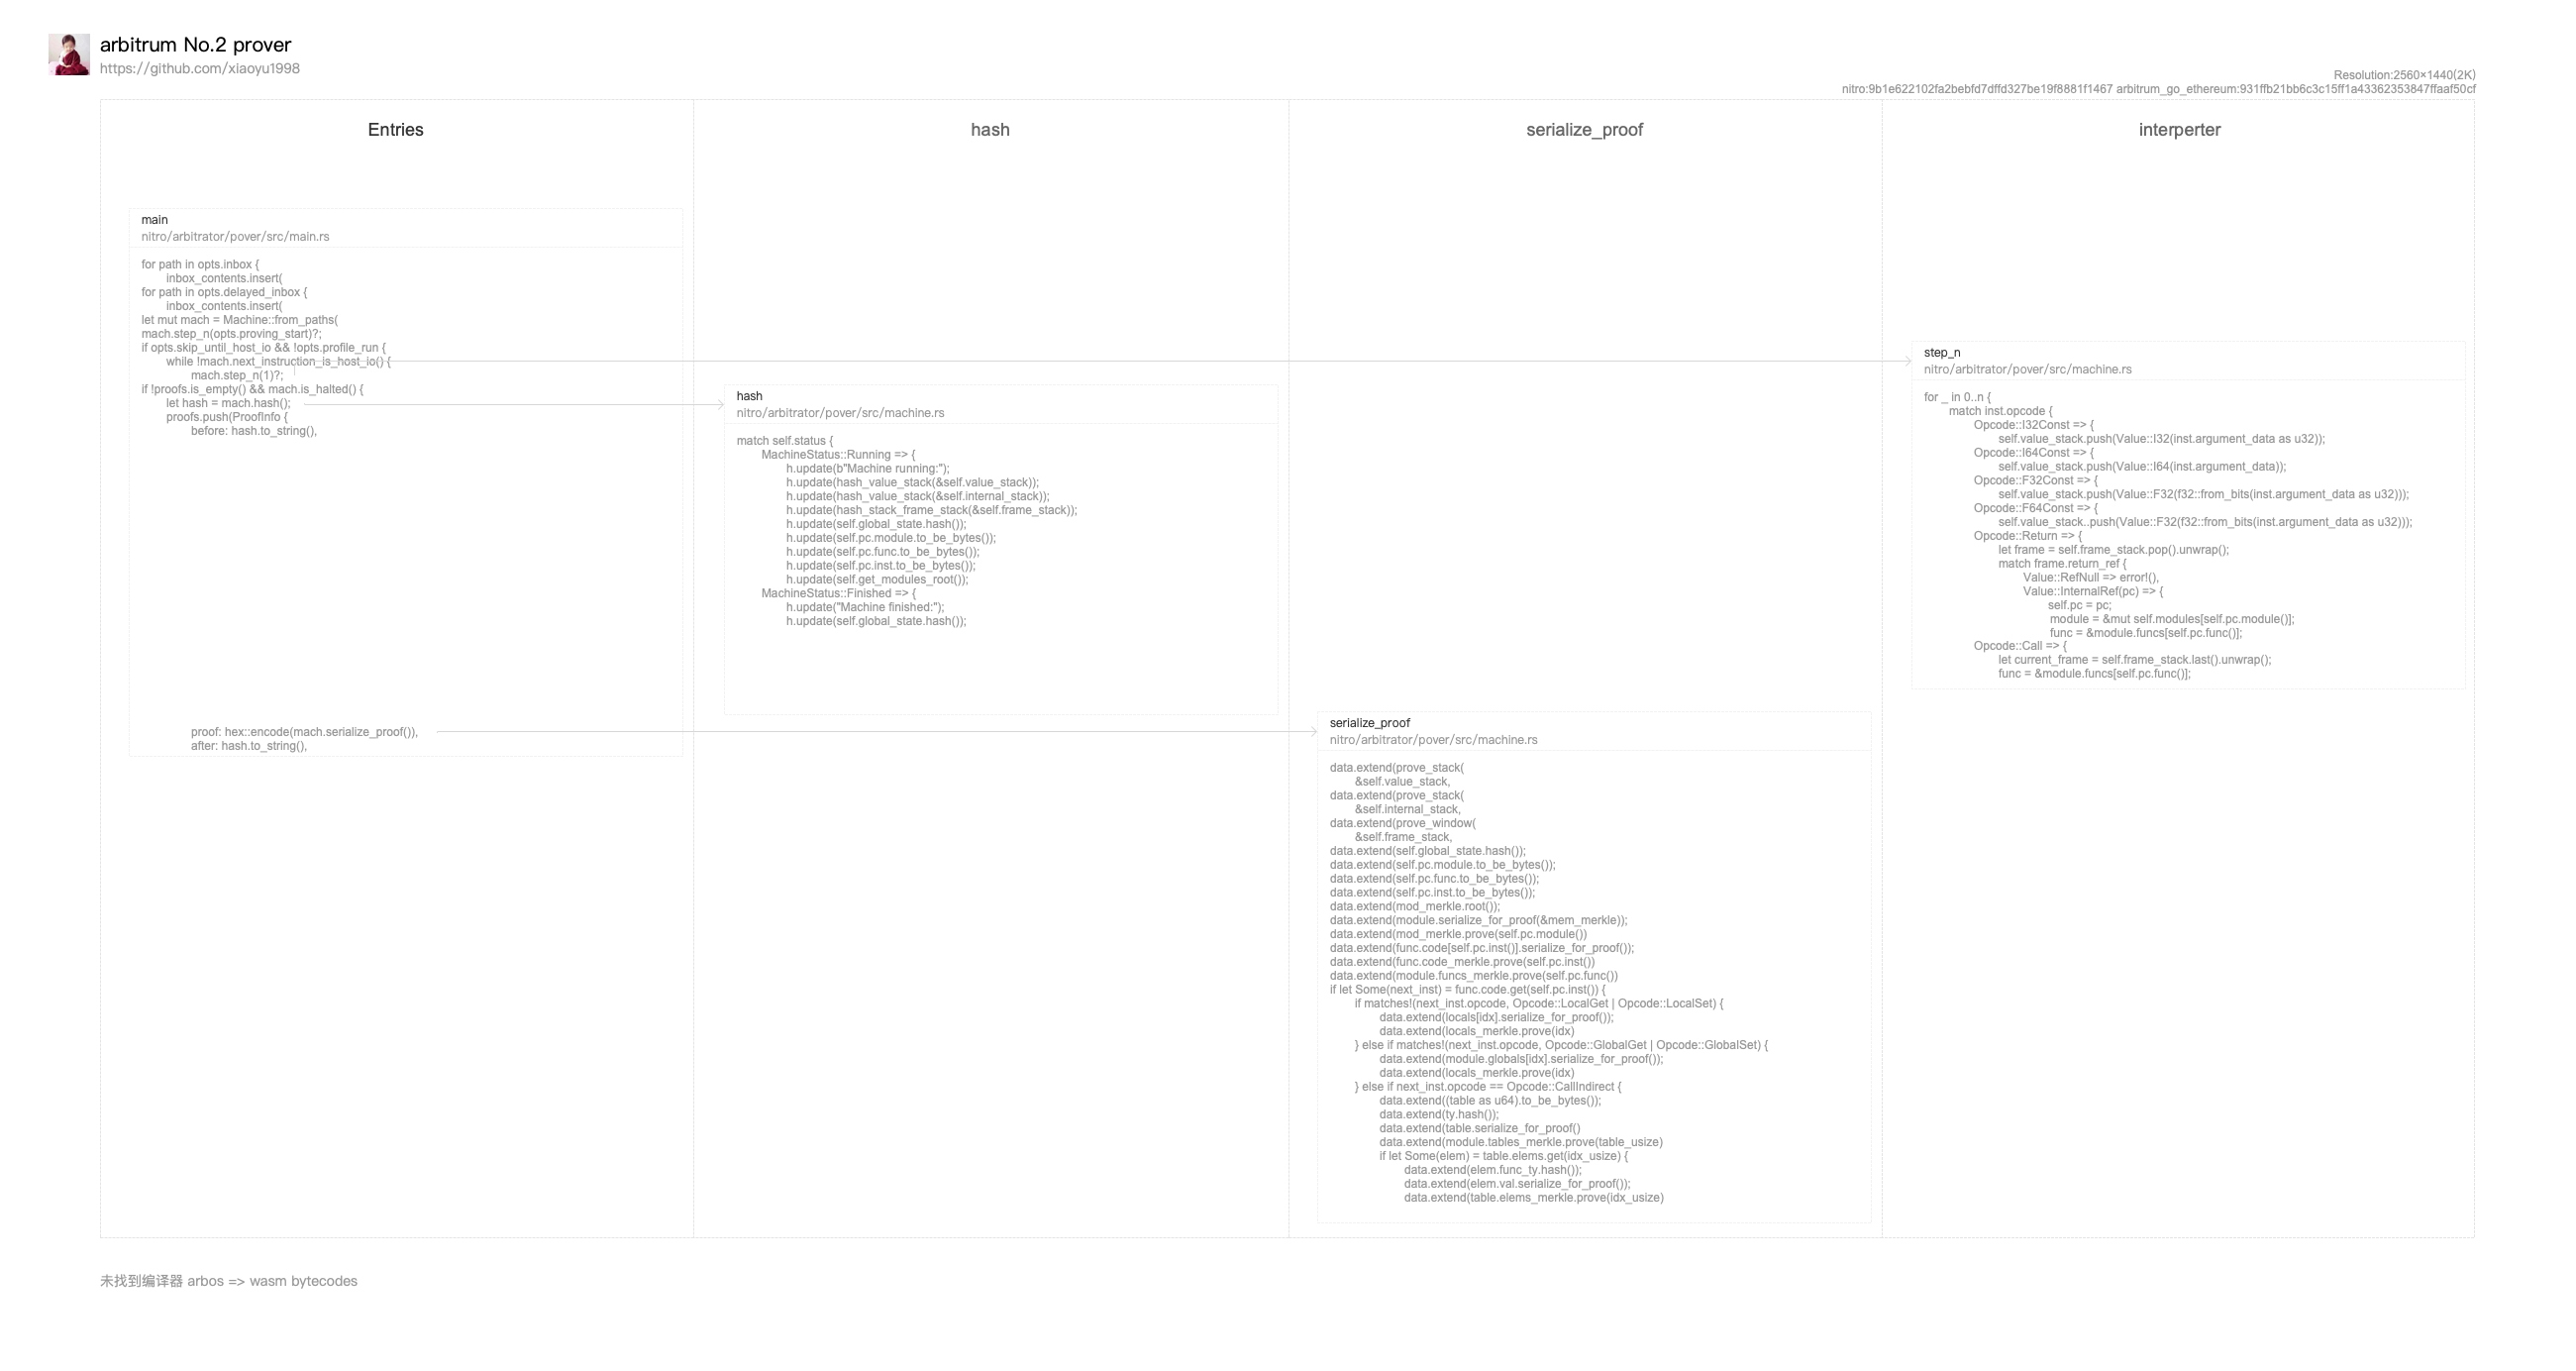 arbitrum No.2 prover
https://github.com/xiaoyu1998
Resolution:2560×1440(2K)
nitro:9b1e622102fa2bebfd7dffd327be19f8881f1467 arbitrum_go_ethereum:931ffb21bb6c3c15ff1a43362353847ffaaf50cf
Entries
main
nitro/arbitrator/pover/src/main.rs
for path in opts.inbox {
inbox_contents.insert(
for path in opts.delayed_inbox {
inbox_contents.insert(
let mut mach = Machine::from_paths(
mach.step_n(opts.proving_start)?;
if opts.skip_until_host_io && !opts.profile_run {
while !mach.next_instruction_is_host_io() {
mach.step_n(1)?;
if !proofs.is_empty() && mach.is_halted() {
let hash = mach.hash();
proofs.push(ProofInfo {
before: hash.to_string(),
proof: hex::encode(mach.serialize_proof()),
after: hash.to_string(),
hash
hash
nitro/arbitrator/pover/src/machine.rs
match self.status {
MachineStatus::Running => {
h.update(b"Machine running:");
h.update(hash_value_stack(&self.value_stack));
h.update(hash_value_stack(&self.internal_stack));
h.update(hash_stack_frame_stack(&self.frame_stack));
h.update(self.global_state.hash());
h.update(self.pc.module.to_be_bytes());
h.update(self.pc.func.to_be_bytes());
h.update(self.pc.inst.to_be_bytes());
h.update(self.get_modules_root());
MachineStatus::Finished => {
h.update("Machine finished:");
h.update(self.global_state.hash());
serialize_proof
serialize_proof
nitro/arbitrator/pover/src/machine.rs
data.extend(prove_stack(
&self.value_stack,
data.extend(prove_stack(
&self.internal_stack,
data.extend(prove_window(
&self.frame_stack,
data.extend(self.global_state.hash());
data.extend(self.pc.module.to_be_bytes());
data.extend(self.pc.func.to_be_bytes());
data.extend(self.pc.inst.to_be_bytes());
data.extend(mod_merkle.root());
data.extend(module.serialize_for_proof(&mem_merkle));
data.extend(mod_merkle.prove(self.pc.module())
data.extend(func.code[self.pc.inst()].serialize_for_proof());
data.extend(func.code_merkle.prove(self.pc.inst())
data.extend(module.funcs_merkle.prove(self.pc.func())
if let Some(next_inst) = func.code.get(self.pc.inst()) {
if matches!(next_inst.opcode, Opcode::LocalGet | Opcode::LocalSet) {
data.extend(locals[idx].serialize_for_proof());
data.extend(locals_merkle.prove(idx)
} else if matches!(next_inst.opcode, Opcode::GlobalGet | Opcode::GlobalSet) {
data.extend(module.globals[idx].serialize_for_proof());
data.extend(locals_merkle.prove(idx)
} else if next_inst.opcode == Opcode::CallIndirect {
data.extend((table as u64).to_be_bytes());
data.extend(ty.hash());
data.extend(table.serialize_for_proof()
data.extend(module.tables_merkle.prove(table_usize)
if let Some(elem) = table.elems.get(idx_usize) {
data.extend(elem.func_ty.hash());
data.extend(elem.val.serialize_for_proof());
data.extend(table.elems_merkle.prove(idx_usize)
interperter
step_n
nitro/arbitrator/pover/src/machine.rs
for _ in 0..n {
match inst.opcode {
Opcode::I32Const => {
self.value_stack.push(Value::I32(inst.argument_data as u32));
Opcode::I64Const => {
self.value_stack.push(Value::I64(inst.argument_data));
Opcode::F32Const => {
self.value_stack.push(Value::F32(f32::from_bits(inst.argument_data as u32)));
Opcode::F64Const => {
self.value_stack..push(Value::F32(f32::from_bits(inst.argument_data as u32)));
Opcode::Return => {
let frame = self.frame_stack.pop().unwrap();
match frame.return_ref {
Value::RefNull => error!(),
Value::InternalRef(pc) => {
self.pc = pc;
module = &mut self.modules[self.pc.module()];
func = &module.funcs[self.pc.func()];
Opcode::Call => {
let current_frame = self.frame_stack.last().unwrap();
func = &module.funcs[self.pc.func()];
未找到编译器 arbos => wasm bytecodes